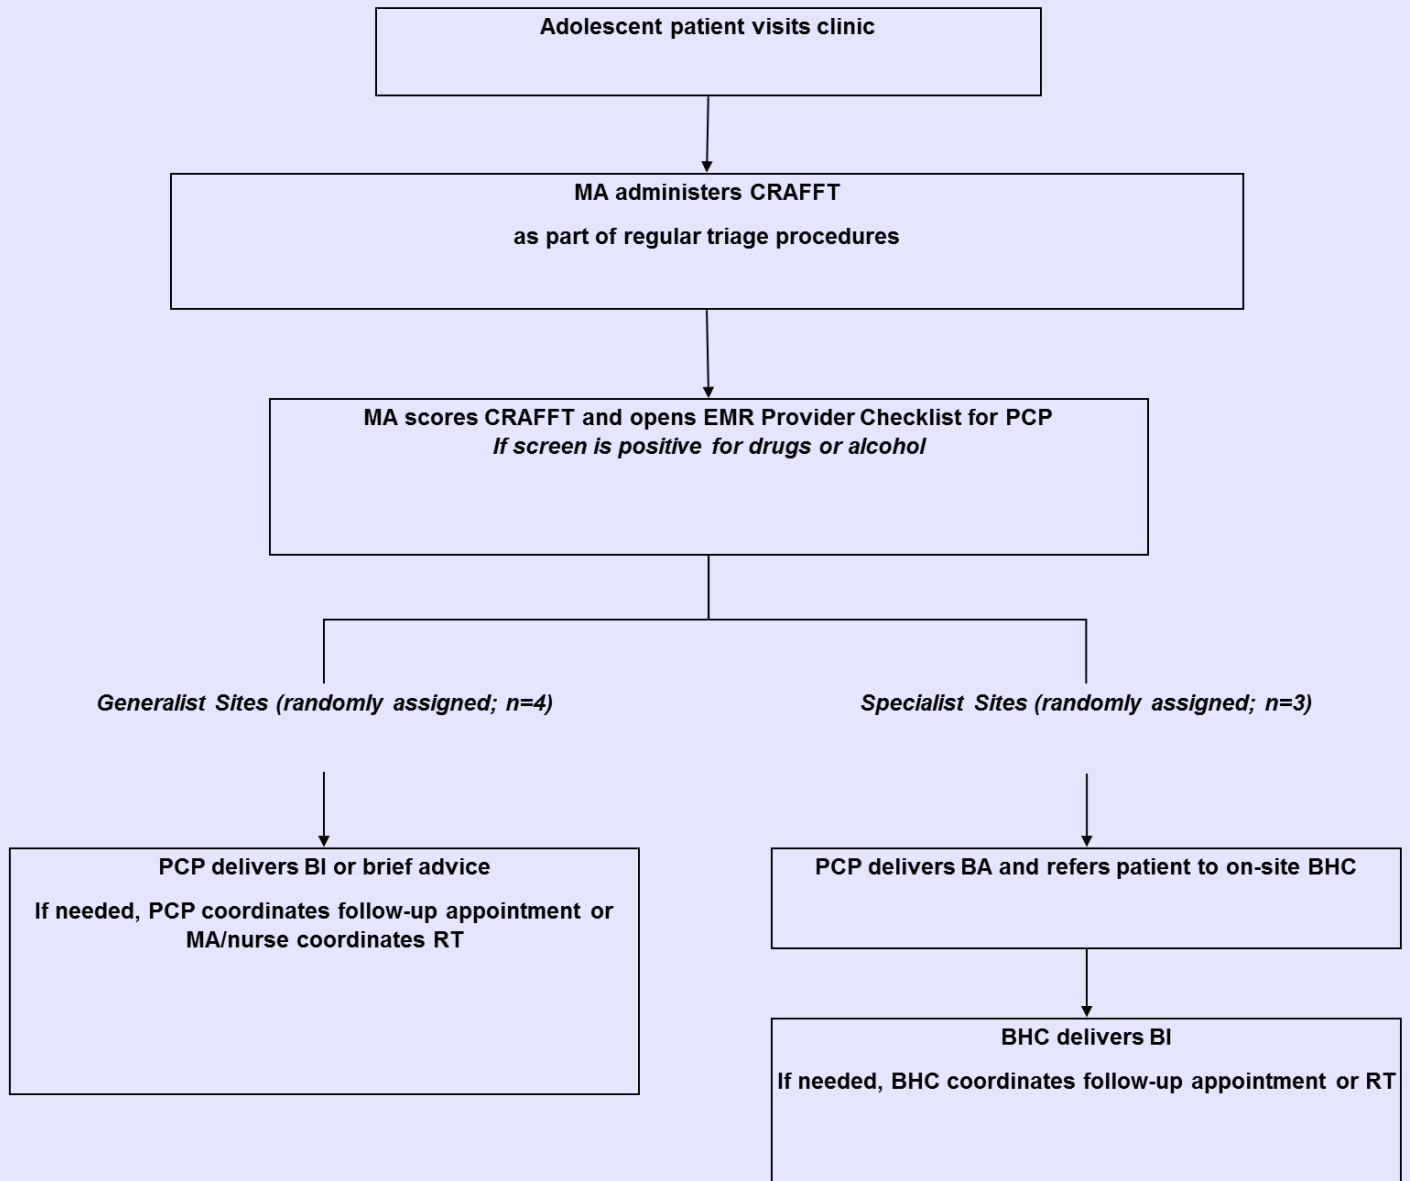 Adolescent patient visits clinic
MA administers CRAFFT
as part of regular triage procedures
MA scores CRAFFT and opens EMR Provider Checklist for PCP
If screen is positive for drugs or alcohol
Generalist Sites (randomly assigned; n=4)
Specialist Sites (randomly assigned; n=3)
PCP delivers BI or brief advice
If needed, PCP coordinates follow-up appointment or
MA/nurse coordinates RT
PCP delivers BA and refers patient to on-site BHC
BHC delivers BI
If needed, BHC coordinates follow-up appointment or RT